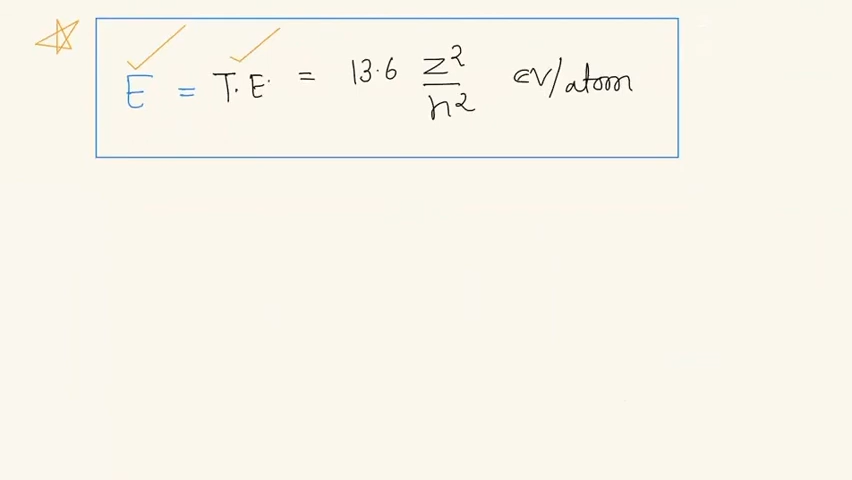 E = T.E. = 13.6 Z²/n² eV/atom